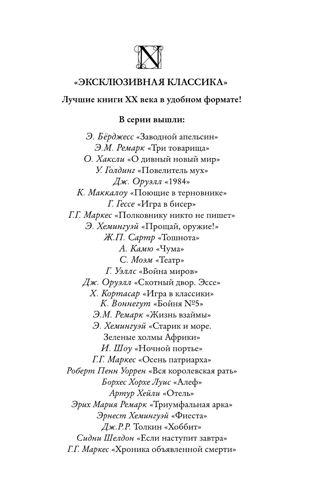 N
«ЭКСКЛЮЗИВНАЯ КЛАССИКА»
Лучшие книги XX века в удобном формате!
В серии вышли:
Э. Бёрджесс «Заводной апельсин»
Э.М. Ремарк «Три товарища»
О. Хаксли «О дивный новый мир»
У. Голдинг «Повелитель мух»
Дж. Оруэлл «1984»
К. Маккалоу «Поющие в терновнике»
Г. Гессе «Игра в бисер»
Г.Г. Маркес «Полковнику никто не пишет»
Э. Хемингуэй «Прощай, оружие!»
Ж.П. Сартр «Тошнота»
А. Камю «Чума»
С. Моэм «Театр»
Г. Уэллс «Война миров»
Дж. Оруэлл «Скотный двор. Эссе»
Х. Кортасар «Игра в классики»
К. Воннегут «Бойня №5»
Э.М. Ремарк «Жизнь взаймы»
Э. Хемингуэй «Старик и море.
Зеленые холмы Африки»
И. Шоу «Ночной портье»
Г.Г. Маркес «Осень патриарха»
Роберт Пенн Уоррен «Вся королевская рать»
Борхес Хорхе Луис «Алеф»
Артур Хейли «Отель»
Эрих Мария Ремарк «Триумфальная арка»
Эрнест Хемингуэй «Фиеста»
Дж.Р.Р. Толкин «Хоббит»
Сидни Шелдон «Если наступит завтра»
Г.Г. Маркес «Хроника объявленной смерти»